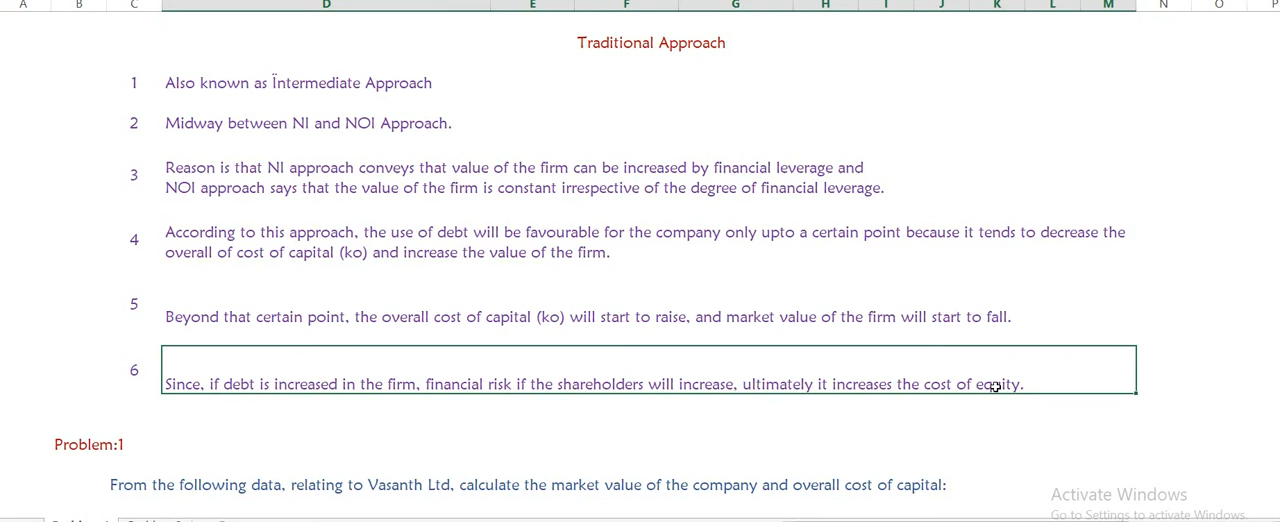 A B C D E F G H I J K L M N O P
Traditional Approach
1 Also known as Ïntermediate Approach
2 Midway between NI and NOI Approach.
3 Reason is that NI approach conveys that value of the firm can be increased by financial leverage and
NOI approach says that the value of the firm is constant irrespective of the degree of financial leverage.
4 According to this approach, the use of debt will be favourable for the company only upto a certain point because it tends to decrease the
overall of cost of capital (ko) and increase the value of the firm.
5 Beyond that certain point, the overall cost of capital (ko) will start to raise, and market value of the firm will start to fall.
6 Since, if debt is increased in the firm, financial risk if the shareholders will increase, ultimately it increases the cost of equity.
Problem:1
From the following data, relating to Vasanth Ltd, calculate the market value of the company and overall cost of capital:
Activate Windows
Go to Settings to activate Windows.